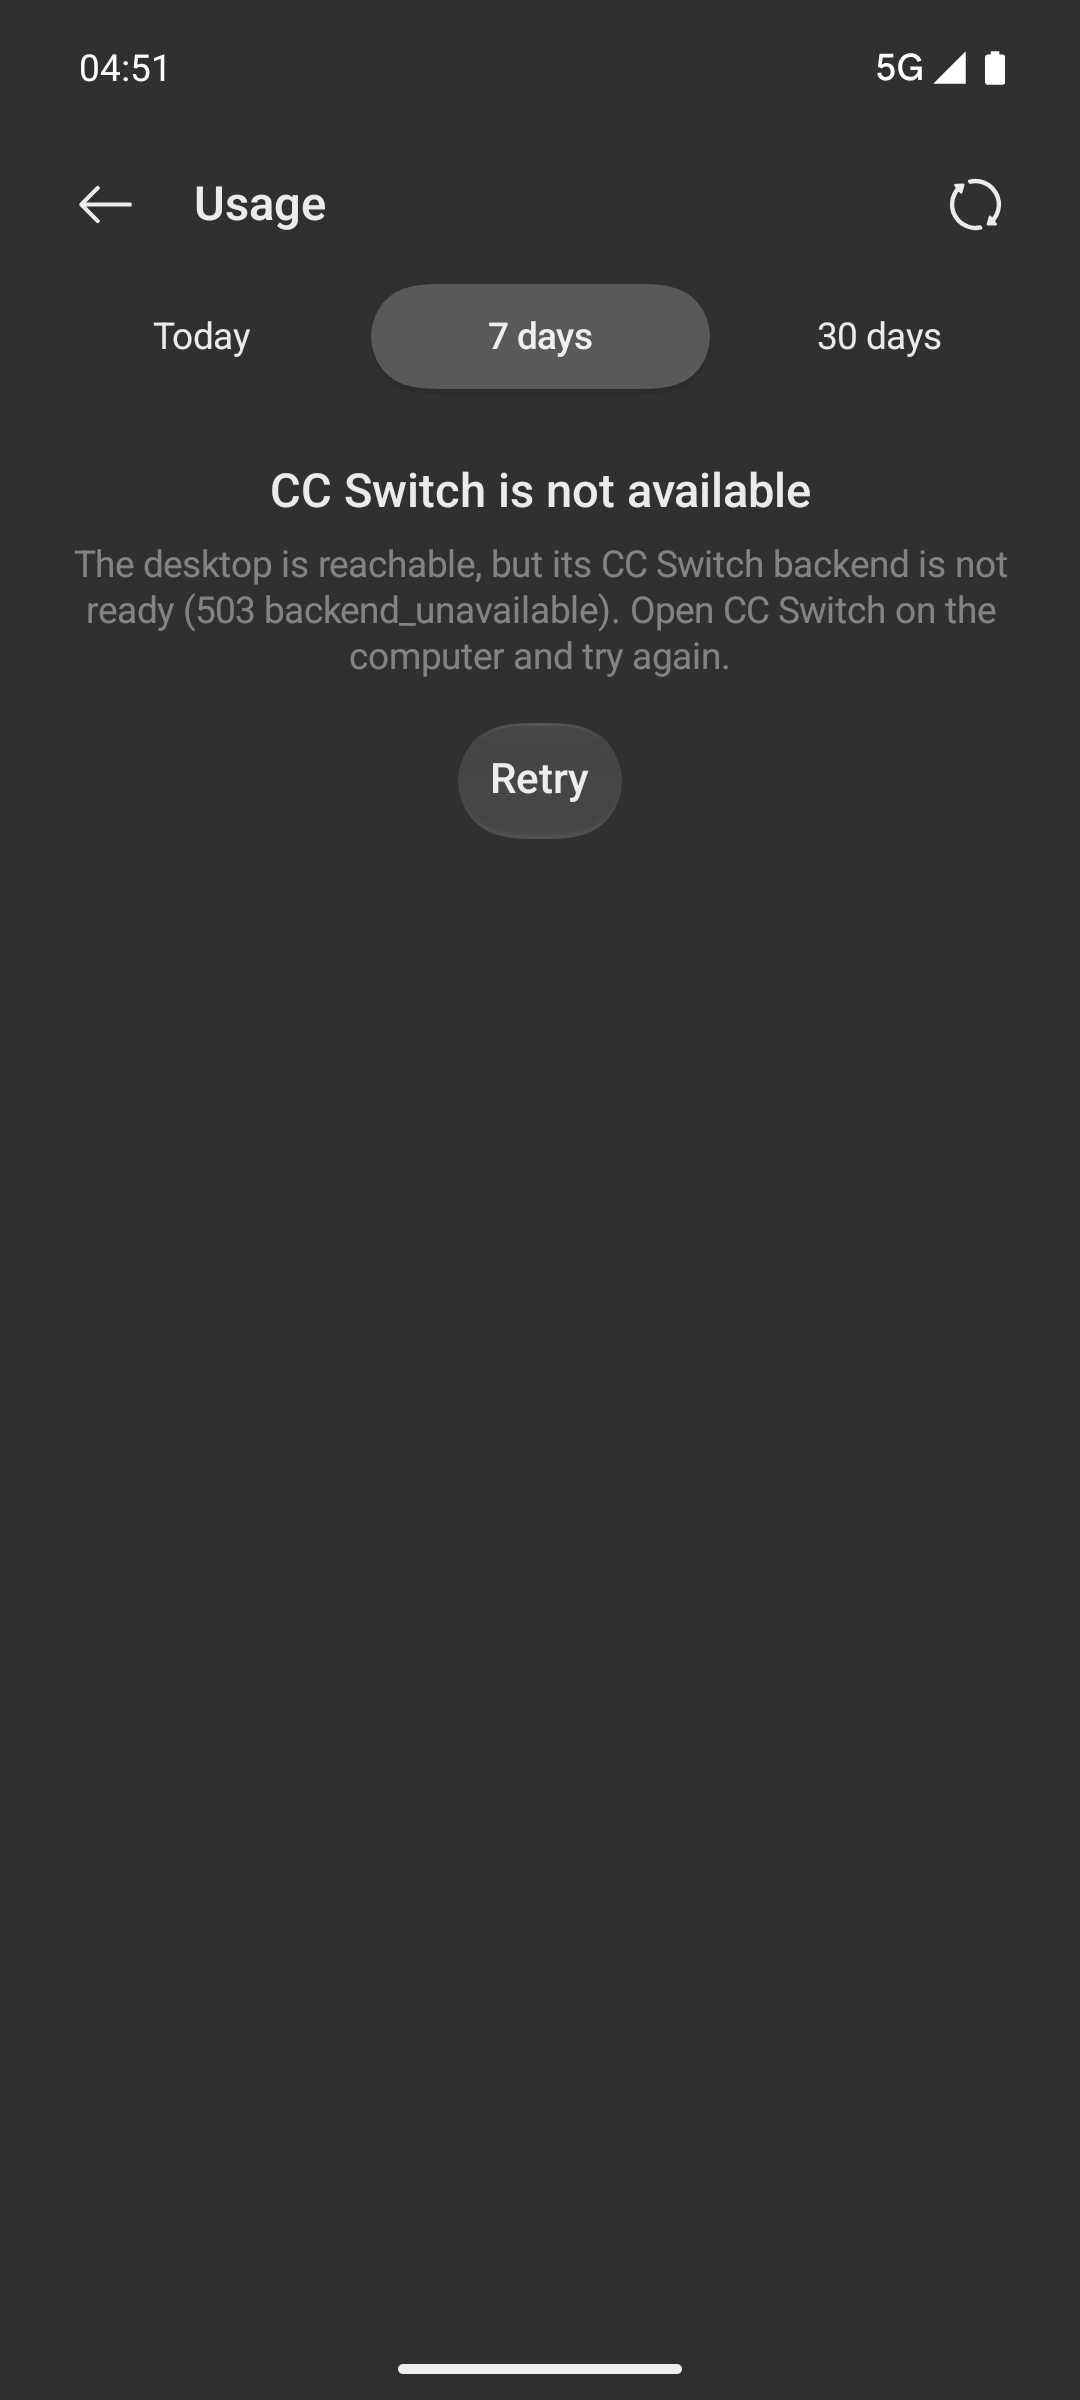 04:51
5G
Usage
Today
7 days
30 days
CC Switch is not available
The desktop is reachable, but its CC Switch backend is not
ready (503 backend_unavailable). Open CC Switch on the
computer and try again.
Retry